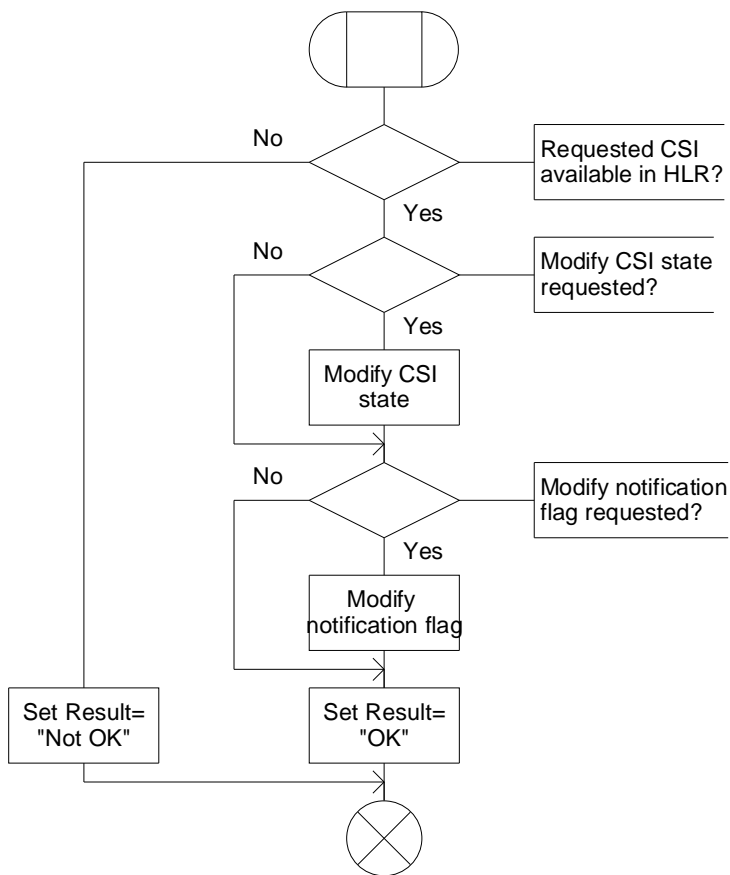 No
Requested CSI
available in HLR?
Yes
No
Modify CSI state
requested?
Yes
Modify CSI
state
No
Modify notification
flag requested?
Yes
Modify
notification flag
Set Result=
"Not OK"
Set Result=
"OK"